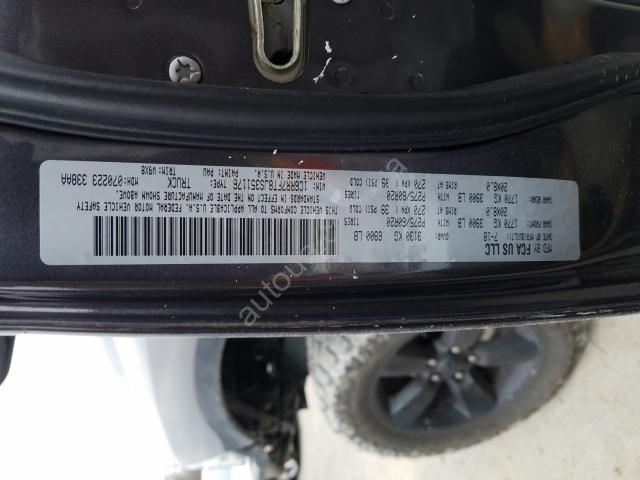 MFD BY FCA US LLC
DATE OF MFR(BUILT): 7-18
GVWR: 3130 KG 6900 LB
GAWR FRONT: 1770 KG 3900 LB WITH P275/60R20 TIRES
20X8.0 RIMS AT 270 KPA 39 PSI COLD
GAWR REAR: 1770 KG 3900 LB WITH P275/60R20 TIRES
20X8.0 RIMS AT 270 KPA 39 PSI COLD
THIS VEHICLE CONFORMS TO ALL APPLICABLE U.S.A. FEDERAL MOTOR VEHICLE SAFETY
STANDARDS IN EFFECT ON THE DATE OF MANUFACTURE SHOWN ABOVE.
VIN: 1C6RR7FT8JS351176 TYPE: TRUCK MDH: 070223 338AA
VEHICLE MADE IN U.S.A. PAINT: PAU TRIM: V9X8